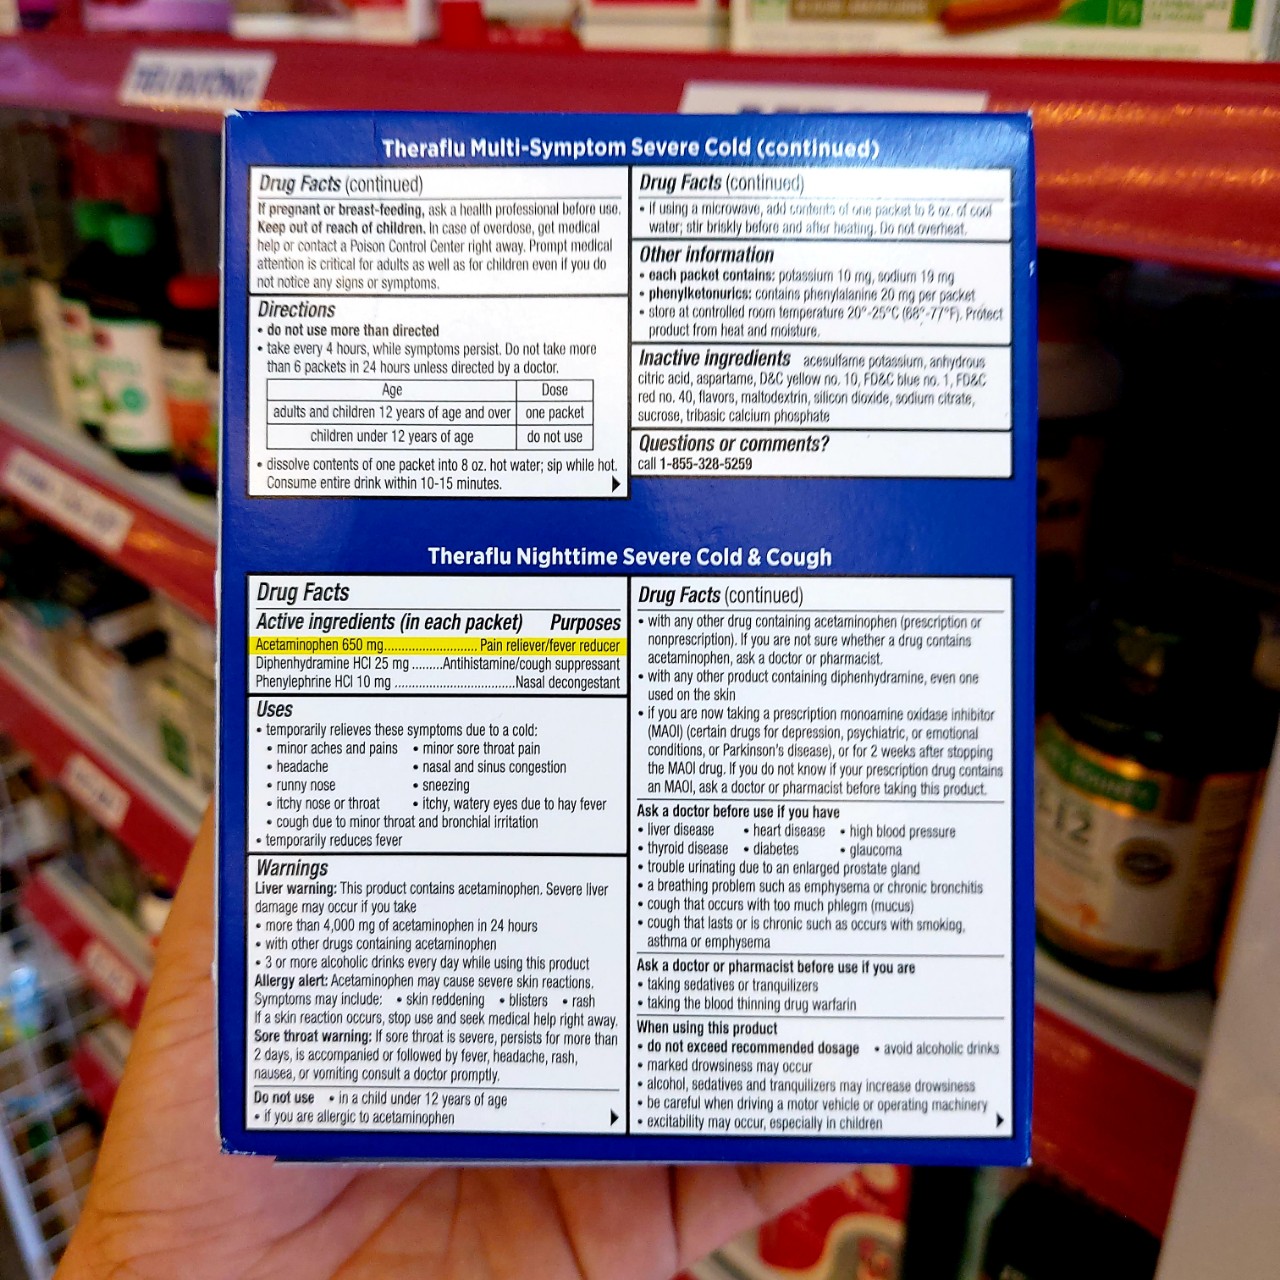 TIÊU DƯỜNG
Theraflu Multi-Symptom Severe Cold (continued)
Drug Facts (continued)
If pregnant or breast-feeding, ask a health professional before use.
Keep out of reach of children. In case of overdose, get medical
help or contact a Poison Control Center right away. Prompt medical
attention is critical for adults as well as for children even if you do
not notice any signs or symptoms.
Directions
• do not use more than directed
• take every 4 hours, while symptoms persist. Do not take more
than 6 packets in 24 hours unless directed by a doctor.
Age Dose
adults and children 12 years of age and over one packet
children under 12 years of age do not use
• dissolve contents of one packet into 8 oz. hot water; sip while hot.
Consume entire drink within 10-15 minutes.
Drug Facts (continued)
• If using a microwave, add contents of one packet to 8 oz. of cool
water; stir briskly before and after heating. Do not overheat.
Other information
• each packet contains: potassium 10 mg, sodium 19 mg
• phenylketonurics: contains phenylalanine 20 mg per packet
• store at controlled room temperature 20°-25°C (68°-77°F). Protect
product from heat and moisture.
Inactive ingredients acesulfame potassium, anhydrous
citric acid, aspartame, D&C yellow no. 10, FD&C blue no. 1, FD&C
red no. 40, flavors, maltodextrin, silicon dioxide, sodium citrate,
sucrose, tribasic calcium phosphate
Questions or comments?
call 1-855-328-5259
Theraflu Nighttime Severe Cold & Cough
Drug Facts
Active ingredients (in each packet) Purposes
Acetaminophen 650 mg............................ Pain reliever/fever reducer
Diphenhydramine HCl 25 mg .........Antihistamine/cough suppressant
Phenylephrine HCl 10 mg ...................................Nasal decongestant
Uses
• temporarily relieves these symptoms due to a cold:
• minor aches and pains • minor sore throat pain
• headache • nasal and sinus congestion
• runny nose • sneezing
• itchy nose or throat • itchy, watery eyes due to hay fever
• cough due to minor throat and bronchial irritation
• temporarily reduces fever
Warnings
Liver warning: This product contains acetaminophen. Severe liver
damage may occur if you take
• more than 4,000 mg of acetaminophen in 24 hours
• with other drugs containing acetaminophen
• 3 or more alcoholic drinks every day while using this product
Allergy alert: Acetaminophen may cause severe skin reactions.
Symptoms may include: • skin reddening • blisters • rash
If a skin reaction occurs, stop use and seek medical help right away.
Sore throat warning: If sore throat is severe, persists for more than
2 days, is accompanied or followed by fever, headache, rash,
nausea, or vomiting consult a doctor promptly.
Do not use • in a child under 12 years of age
• if you are allergic to acetaminophen
Drug Facts (continued)
• with any other drug containing acetaminophen (prescription or
nonprescription). If you are not sure whether a drug contains
acetaminophen, ask a doctor or pharmacist.
• with any other product containing diphenhydramine, even one
used on the skin
• if you are now taking a prescription monoamine oxidase inhibitor
(MAOI) (certain drugs for depression, psychiatric, or emotional
conditions, or Parkinson's disease), or for 2 weeks after stopping
the MAOI drug. If you do not know if your prescription drug contains
an MAOI, ask a doctor or pharmacist before taking this product.
Ask a doctor before use if you have
• liver disease • heart disease • high blood pressure
• thyroid disease • diabetes • glaucoma
• trouble urinating due to an enlarged prostate gland
• a breathing problem such as emphysema or chronic bronchitis
• cough that occurs with too much phlegm (mucus)
• cough that lasts or is chronic such as occurs with smoking,
asthma or emphysema
Ask a doctor or pharmacist before use if you are
• taking sedatives or tranquilizers
• taking the blood thinning drug warfarin
When using this product
• do not exceed recommended dosage • avoid alcoholic drinks
• marked drowsiness may occur
• alcohol, sedatives and tranquilizers may increase drowsiness
• be careful when driving a motor vehicle or operating machinery
• excitability may occur, especially in children